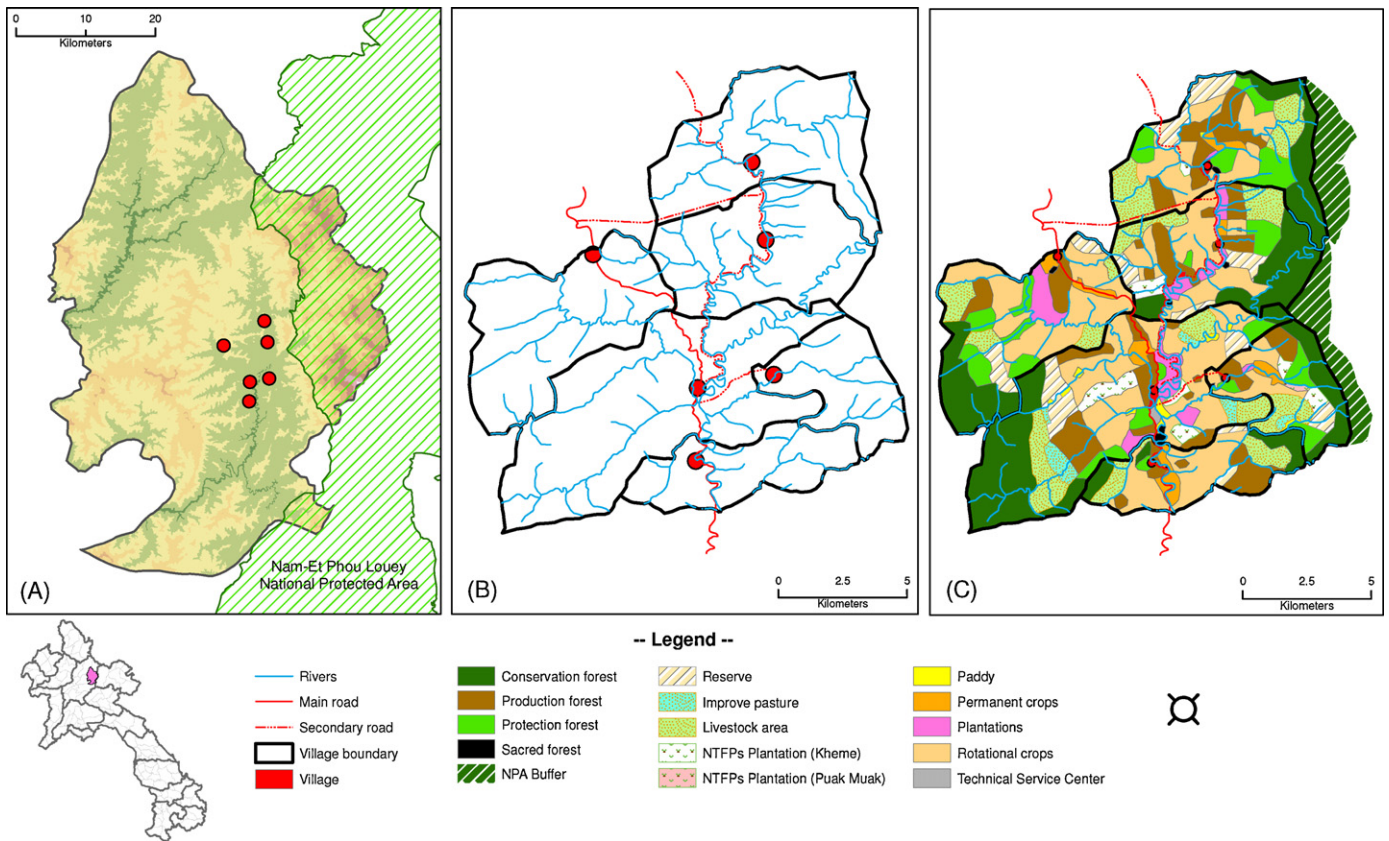 0 10 20
Kilometers
Nam-Et Phou Louey
National Protected Area
(A)
(B)
0 2.5 5
Kilometers
(C)
0 2.5 5
Kilometers
-- Legend --
Rivers
Main road
Secondary road
Village boundary
Village
Conservation forest
Production forest
Protection forest
Sacred forest
NPA Buffer
Reserve
Improve pasture
Livestock area
NTFPs Plantation (Kheme)
NTFPs Plantation (Puak Muak)
Paddy
Permanent crops
Plantations
Rotational crops
Technical Service Center